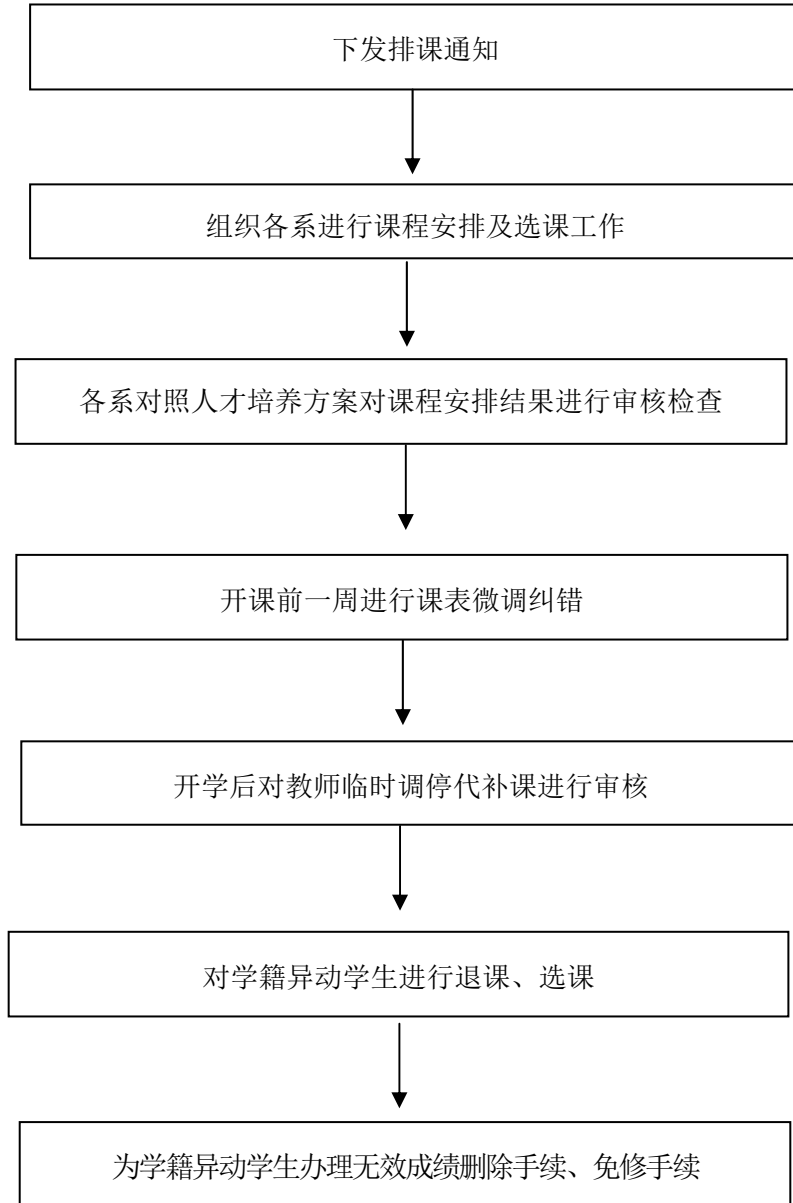 下发排课通知
组织各系进行课程安排及选课工作
各系对照人才培养方案对课程安排结果进行审核检查
开课前一周进行课表微调纠错
开学后对教师临时调停代补课进行审核
对学籍异动学生进行退课、选课
为学籍异动学生办理无效成绩删除手续、免修手续